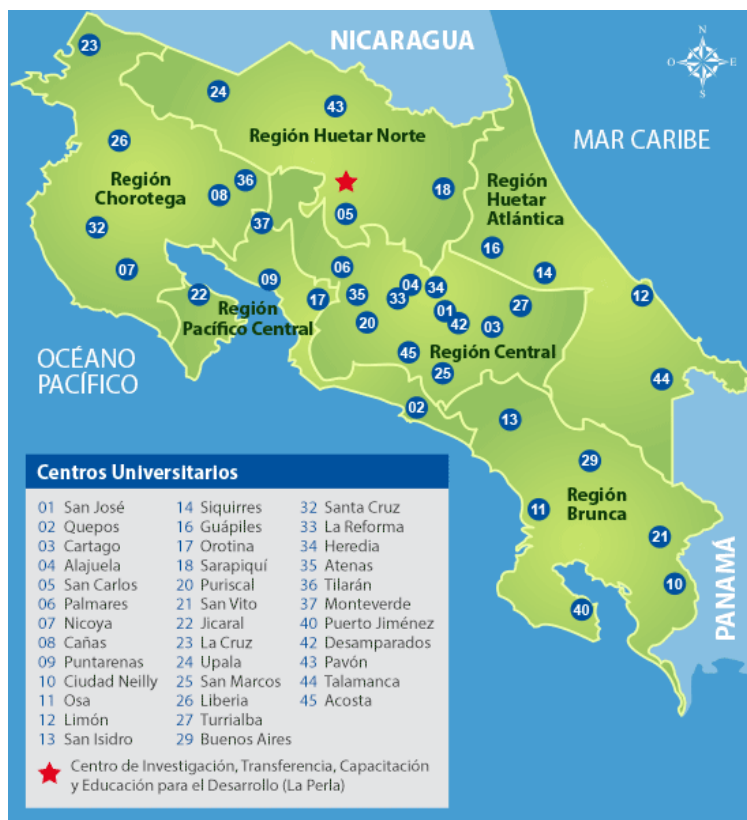 NICARAGUA
N
O
E
S
23
24
43
Región Huetar Norte
MAR CARIBE
26
Región
Chorotega
36
08
18
Región
Huetar
Atlántica
05
32
37
16
07
06
09
04
34
14
22
35
33
17
01
27
12
Región
Pacífico Central
20
42
03
45
Región Central
OCÉANO
PACÍFICO
25
44
02
13
29
Región
Brunca
11
21
10
40
PANAMÁ
Centros Universitarios
01 San José
02 Quepos
03 Cartago
04 Alajuela
05 San Carlos
06 Palmares
07 Nicoya
08 Cañas
09 Puntarenas
10 Ciudad Neilly
11 Osa
12 Limón
13 San Isidro
14 Siquirres
16 Guápiles
17 Orotina
18 Sarapiquí
20 Puriscal
21 San Vito
22 Jicaral
23 La Cruz
24 Upala
25 San Marcos
26 Liberia
27 Turrialba
29 Buenos Aires
32 Santa Cruz
33 La Reforma
34 Heredia
35 Atenas
36 Tilarán
37 Monteverde
40 Puerto Jiménez
42 Desamparados
43 Pavón
44 Talamanca
45 Acosta
Centro de Investigación, Transferencia, Capacitación
y Educación para el Desarrollo (La Perla)